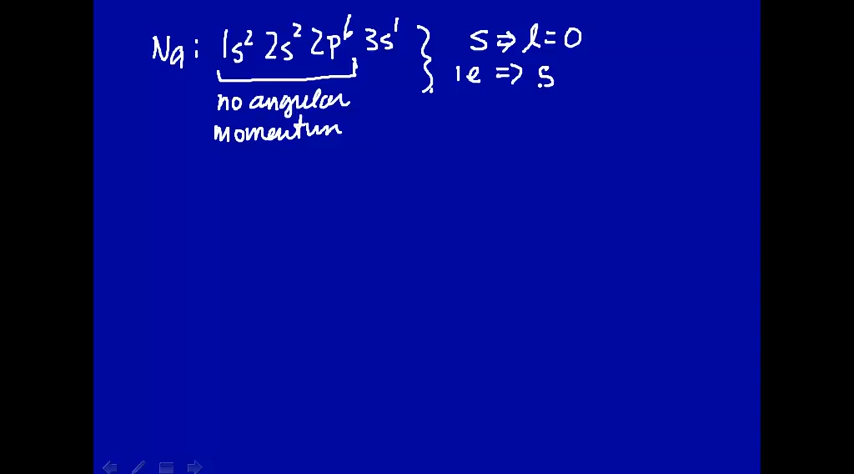 Na: 1s² 2s² 2p⁶ 3s¹ } s ⇒ l = 0
1e => s
no angular
momentum